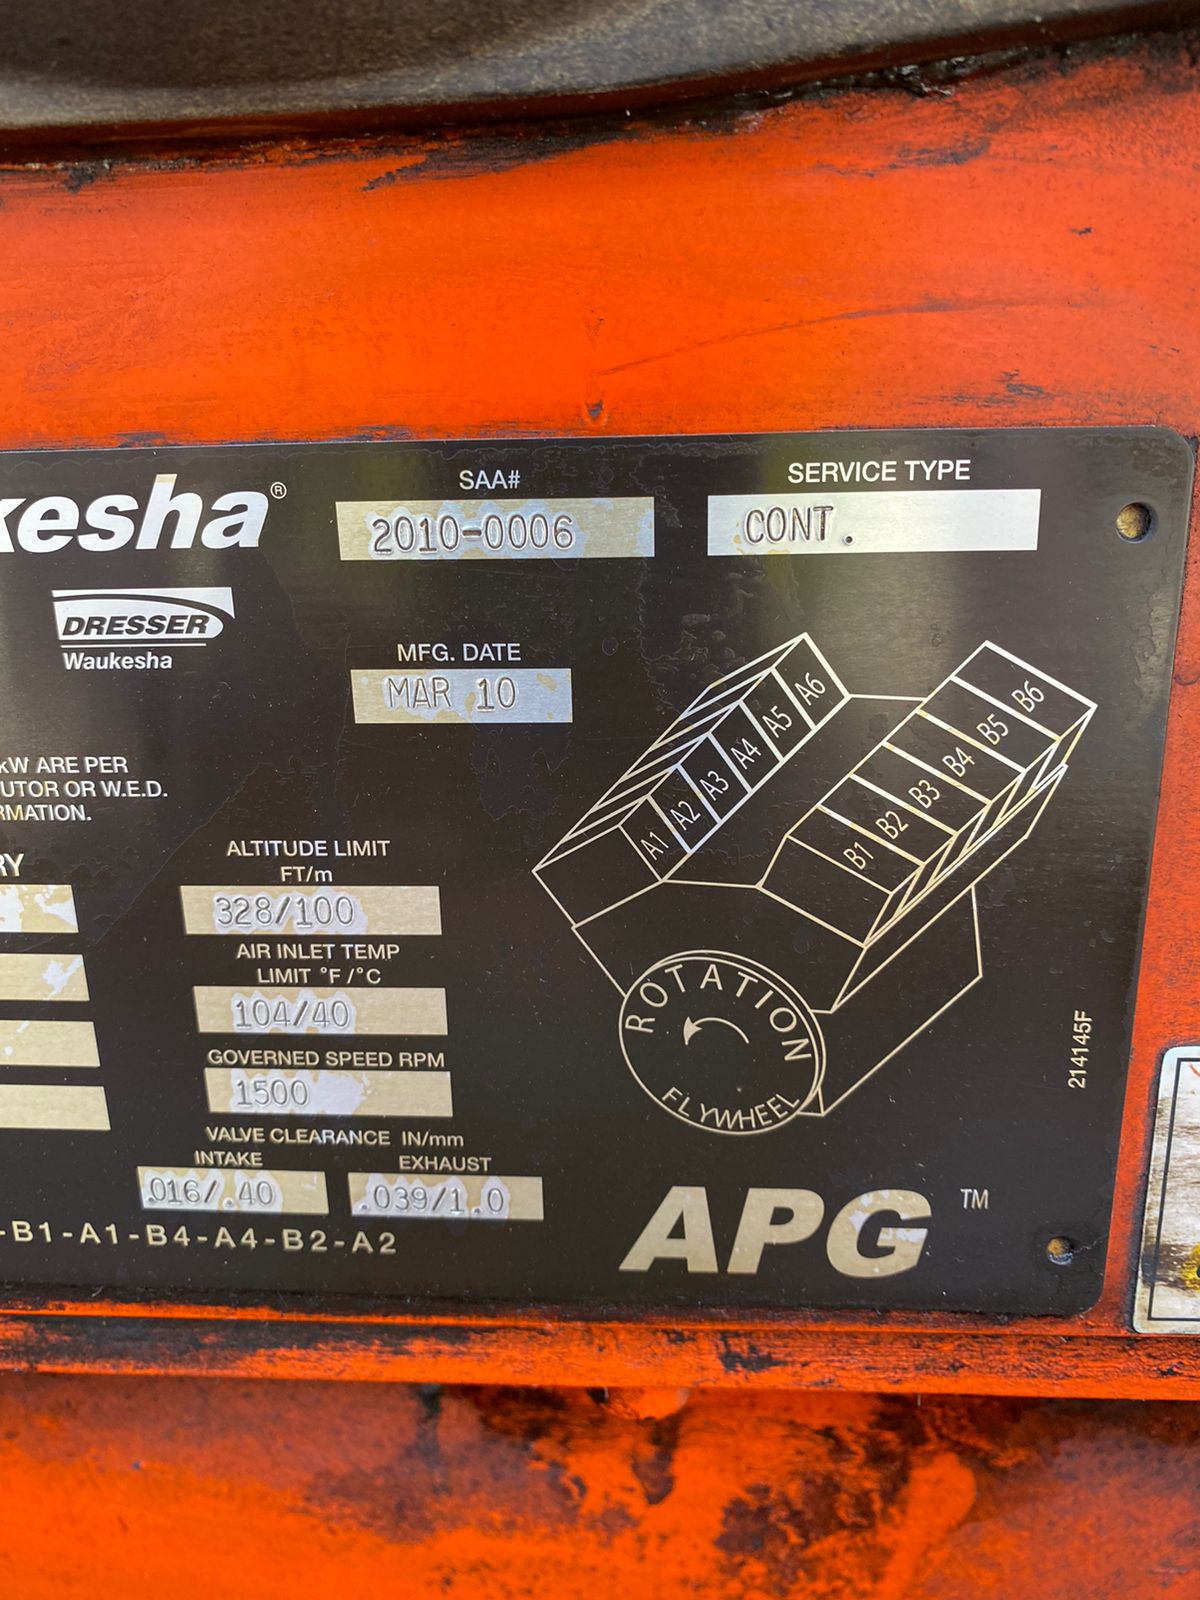 kesha®
SAA#
2010-0006
SERVICE TYPE
CONT.
DRESSER
Waukesha
MFG. DATE
MAR 10
kW ARE PER
UTOR OR W.E.D.
RMATION.
RY
ALTITUDE LIMIT
FT/m
328/100
AIR INLET TEMP
LIMIT °F/°C
104/40
GOVERNED SPEED RPM
1500
VALVE CLEARANCE IN/mm
INTAKE
EXHAUST
.016/.40
.039/1.0
-B1-A1-B4-A4-B2-A2
A1 A2 A3 A4 A5 A6
B1 B2 B3 B4 B5 B6
ROTATION
FLYWHEEL
214145F
APG ™